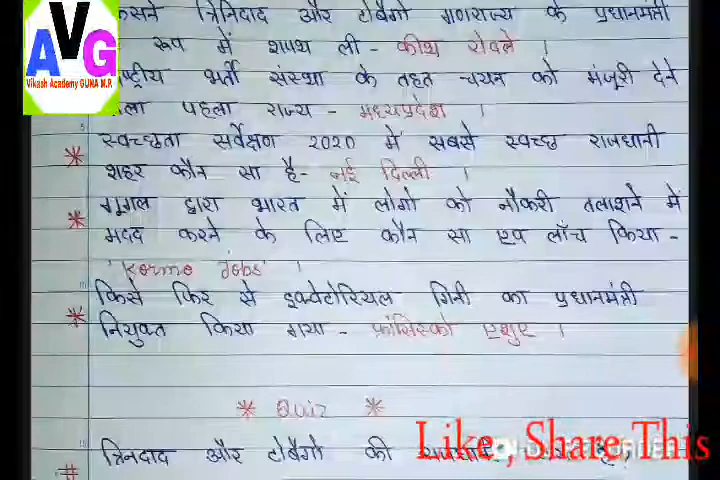 किसने त्रिनिदाद और टोबैगो गणराज्य के प्रधानमंत्री
AVG
Vikash Academy GUNA M.P
रूप में शपथ ली - कीथ रोवले ।
राष्ट्रीय भर्ती संस्था के तहत चयन को मंजूरी देने
वाला पहला राज्य - मध्यप्रदेश ।
* स्वच्छता सर्वेक्षण 2020 में सबसे स्वच्छ राजधानी
शहर कौन सा है - नई दिल्ली ।
* गूगल द्वारा भारत में लोगो को नौकरी तलाशने में
मदद करने के लिए कौन सा एप लॉंच किया -
'Kormo Jobs' ।
* किसे फिर से इक्वेटोरियल गिनी का प्रधानमंत्री
नियुक्त किया गया - फ्रांसिस्को एशुए ।
* Quiz *
# त्रिनदाद और टोबैगो की
Like, Share This